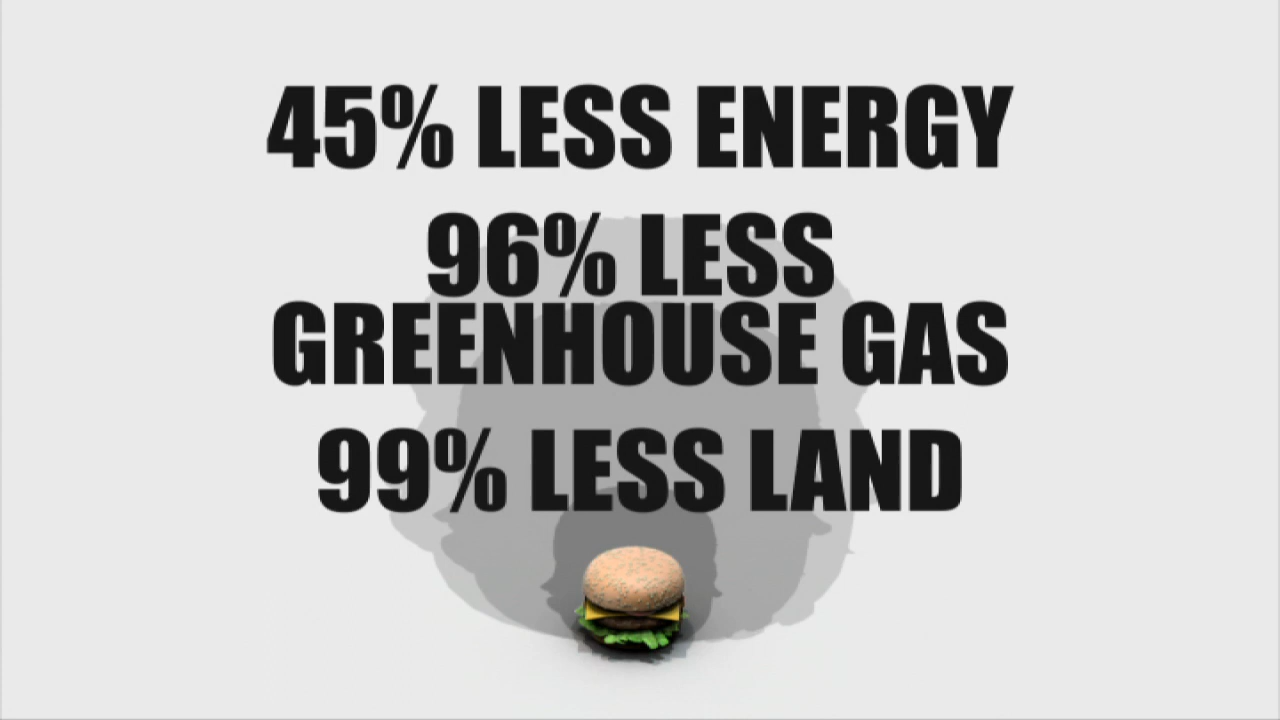 45% LESS ENERGY
96% LESS
GREENHOUSE GAS
99% LESS LAND